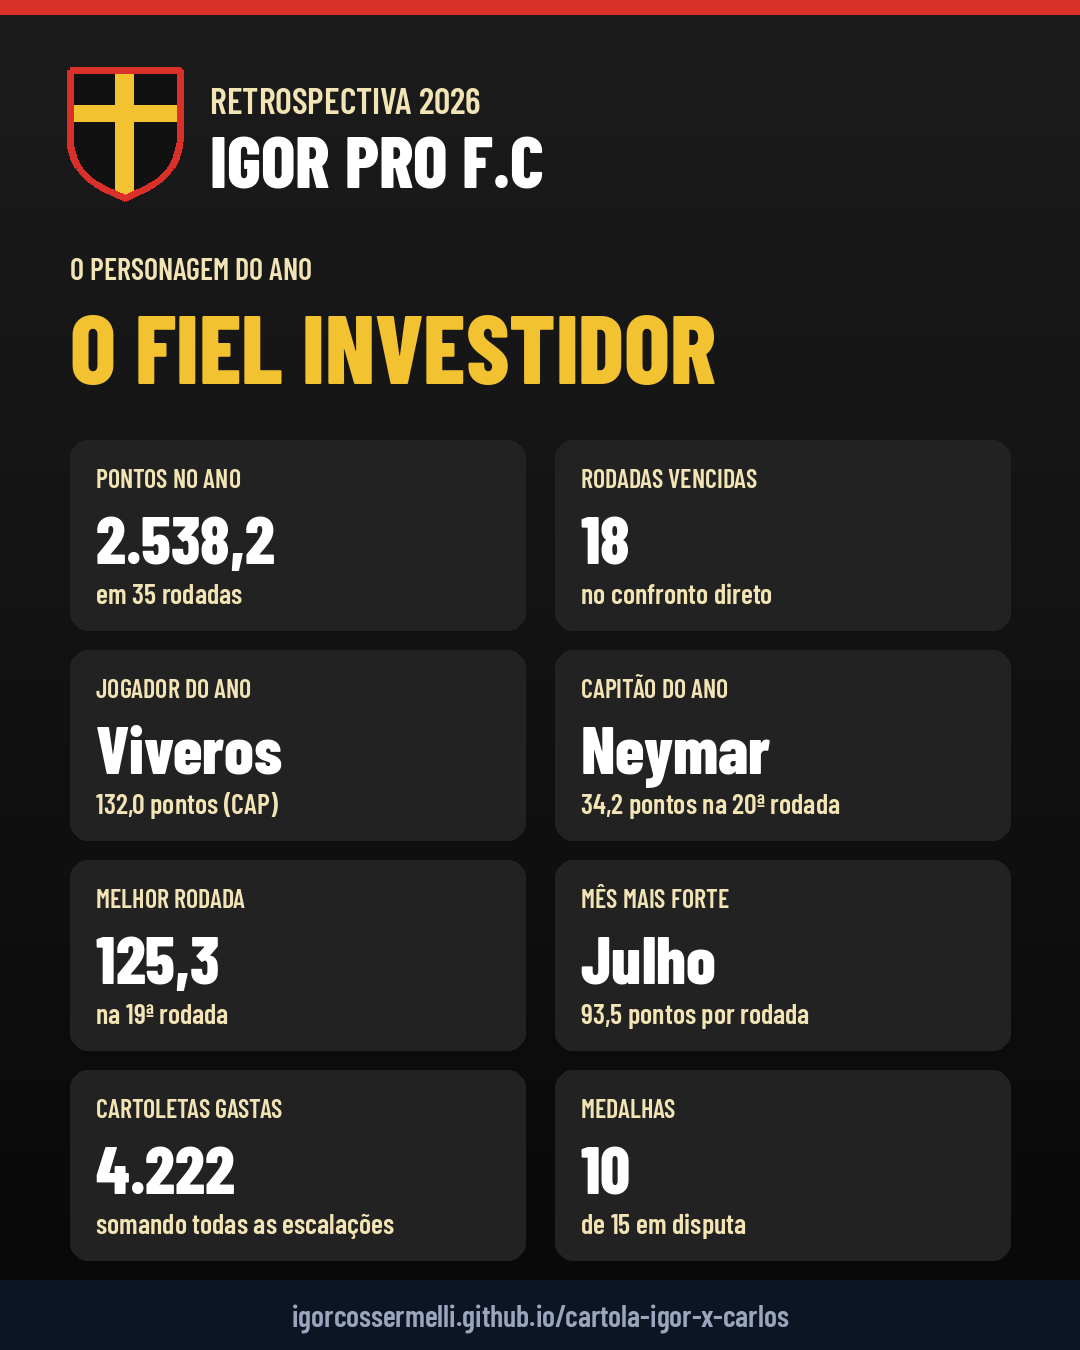 RETROSPECTIVA 2026
IGOR PRO F.C
O PERSONAGEM DO ANO
O FIEL INVESTIDOR
PONTOS NO ANO
2.538,2
em 35 rodadas
RODADAS VENCIDAS
18
no confronto direto
JOGADOR DO ANO
Viveros
132,0 pontos (CAP)
CAPITÃO DO ANO
Neymar
34,2 pontos na 20ª rodada
MELHOR RODADA
125,3
na 19ª rodada
MÊS MAIS FORTE
Julho
93,5 pontos por rodada
CARTOLETAS GASTAS
4.222
somando todas as escalações
MEDALHAS
10
de 15 em disputa
igorcossermelli.github.io/cartola-igor-x-carlos